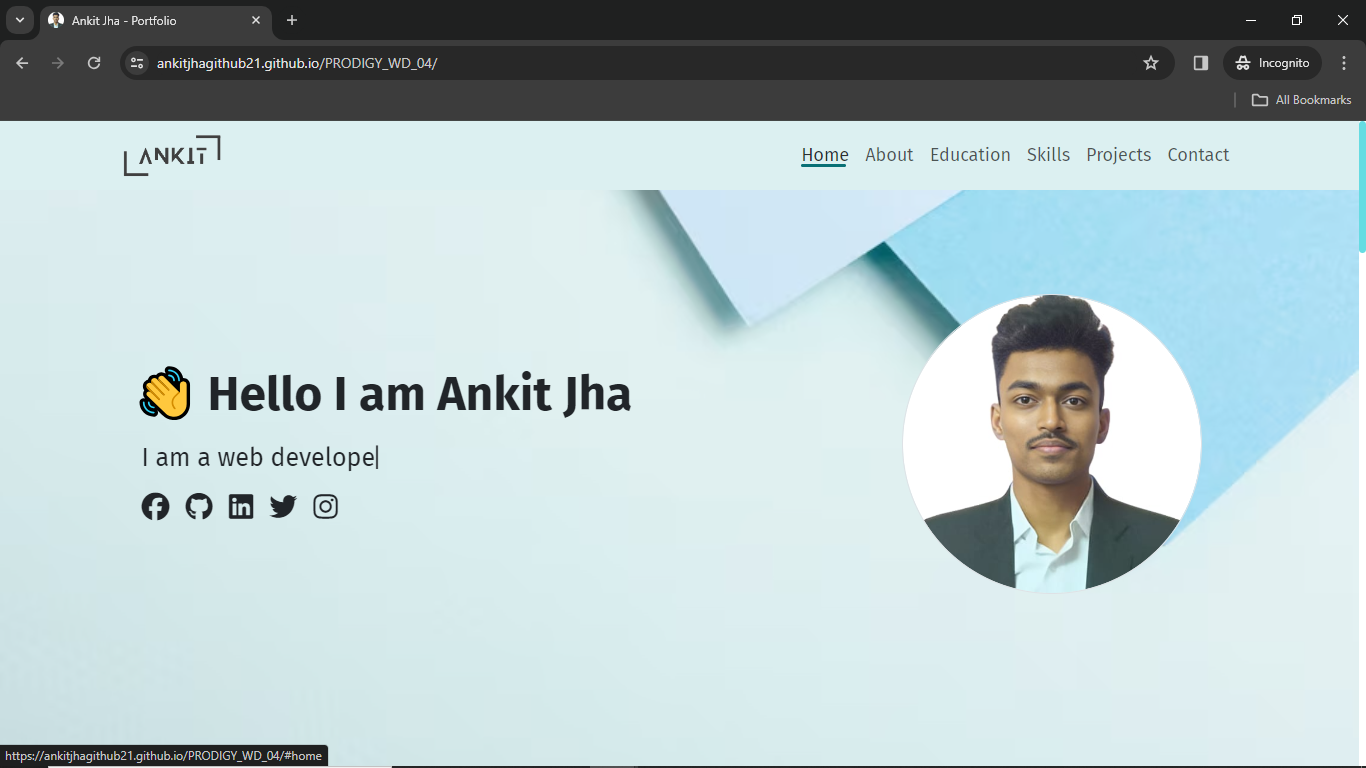 Ankit Jha - Portfolio
ankitjhagithub21.github.io/PRODIGY_WD_04/
Incognito
All Bookmarks
ANKIT
Home About Education Skills Projects Contact
👋 Hello I am Ankit Jha
I am a web develope|
https://ankitjhagithub21.github.io/PRODIGY_WD_04/#home